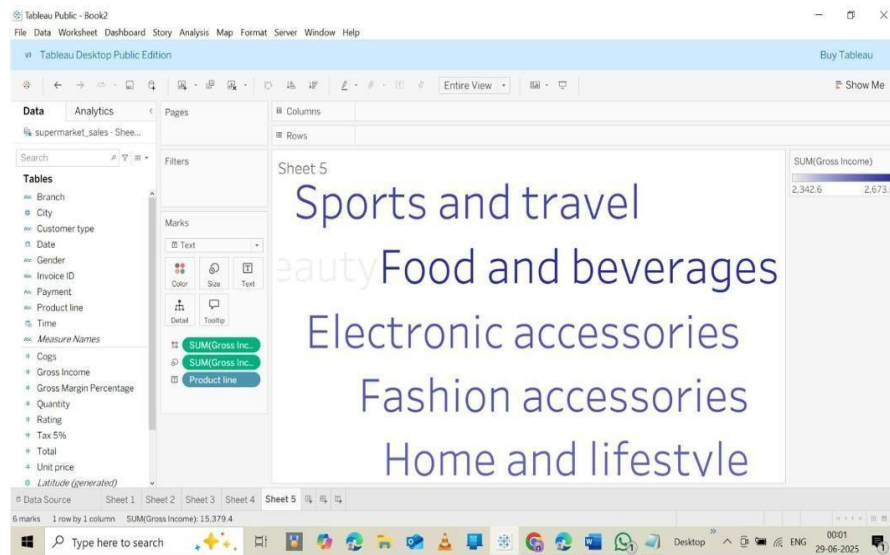 Tableau Public - Book2
File Data Worksheet Dashboard Story Analysis Map Format Server Window Help
Tableau Desktop Public Edition
Buy Tableau
Entire View
Show Me
Data Analytics
supermarket_sales - Shee...
Search
Tables
Abc Branch
City
Abc Customer type
Date
Abc Gender
Abc Invoice ID
Abc Payment
Abc Product line
Time
Abc Measure Names
Cogs
Gross Income
Gross Margin Percentage
Quantity
Rating
Tax 5%
Total
Unit price
Latitude (generated)
Pages
Filters
Marks
Text
Color Size Text
Detail Tooltip
SUM(Gross Inc..
SUM(Gross Inc..
Product line
Columns
Rows
Sheet 5
Sports and travel
eauty Food and beverages
Electronic accessories
Fashion accessories
Home and lifestyle
SUM(Gross Income)
2,342.6 2,673.
Data Source Sheet 1 Sheet 2 Sheet 3 Sheet 4 Sheet 5
6 marks 1 row by 1 column SUM(Gross Income): 15,379.4
Type here to search
Desktop
ENG
00:01
29-06-2025